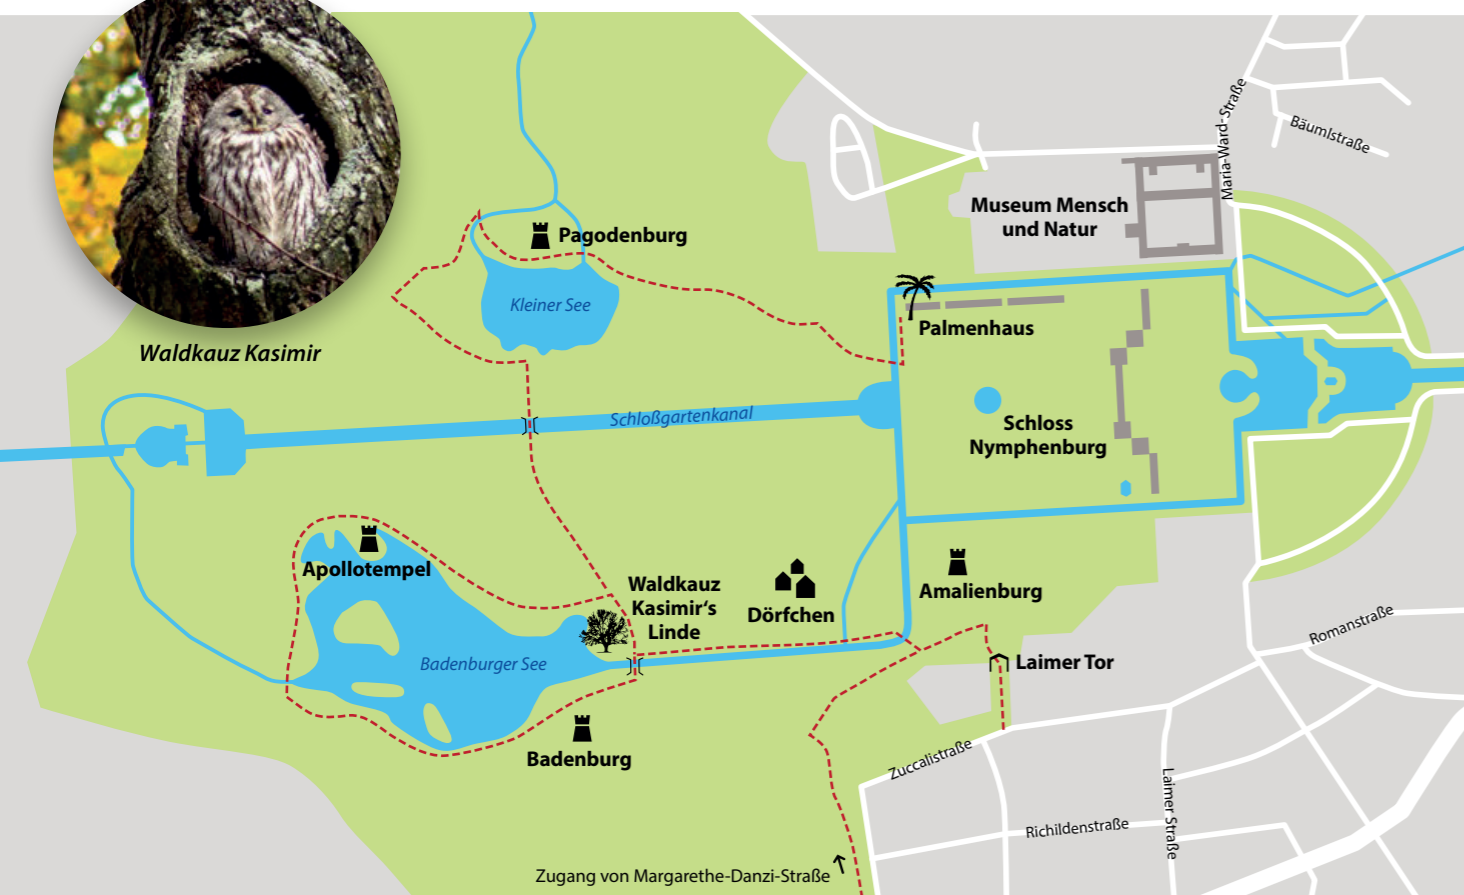 Waldkauz Kasimir
Pagodenburg
Kleiner See
Schloßgartenkanal
Museum Mensch
und Natur
Maria-Ward-Straße
Bäumlstraße
Palmenhaus
Schloss
Nymphenburg
Apollotempel
Badenburger See
Waldkauz
Kasimir‘s
Linde
Dörfchen
Amalienburg
Laimer Tor
Romanstraße
Badenburg
Zuccalistraße
Laimer Straße
Richildenstraße
Zugang von Margarethe-Danzi-Straße